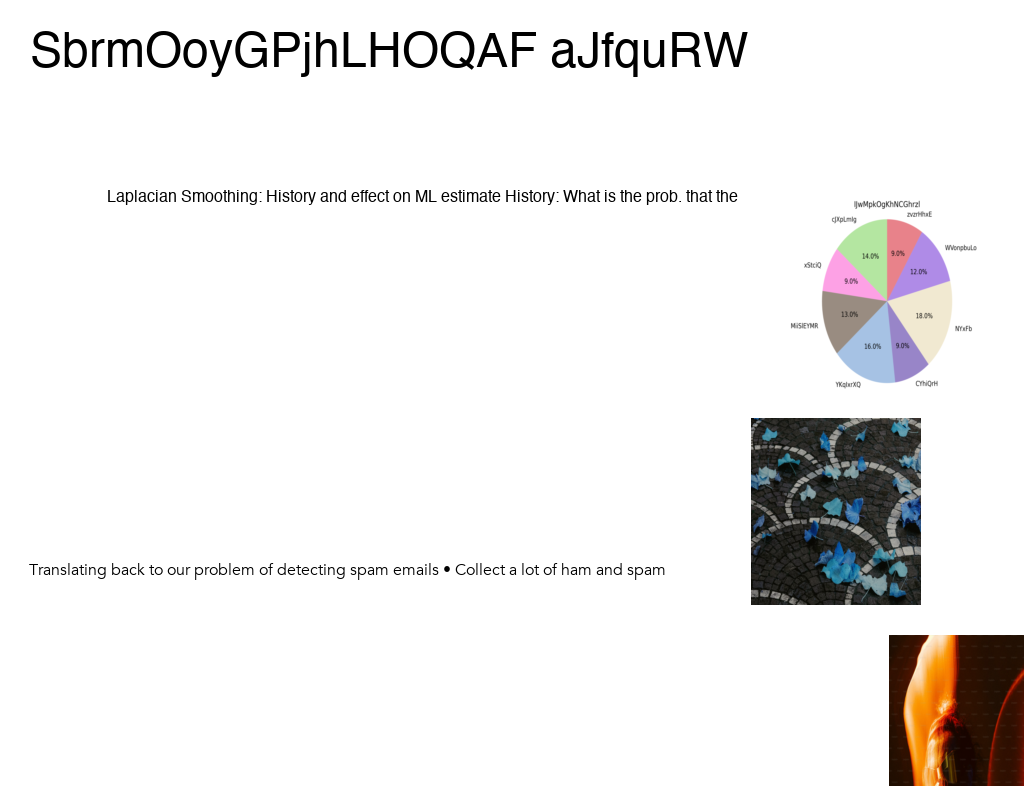 SbrmOoyGPjhLHOQAF aJfquRW
Laplacian Smoothing: History and effect on ML estimate History: What is the prob. that the
IJwMpkOgKhNCGhrzl
zvzrHhxE
cJXpLmIg
WVonpbuLo
14.0%
9.0%
xStciQ
12.0%
9.0%
13.0%
18.0%
MiiSlEYMR
NYxFb
16.0%
9.0%
YKqlxrXQ
CYhiQrH
Translating back to our problem of detecting spam emails • Collect a lot of ham and spam